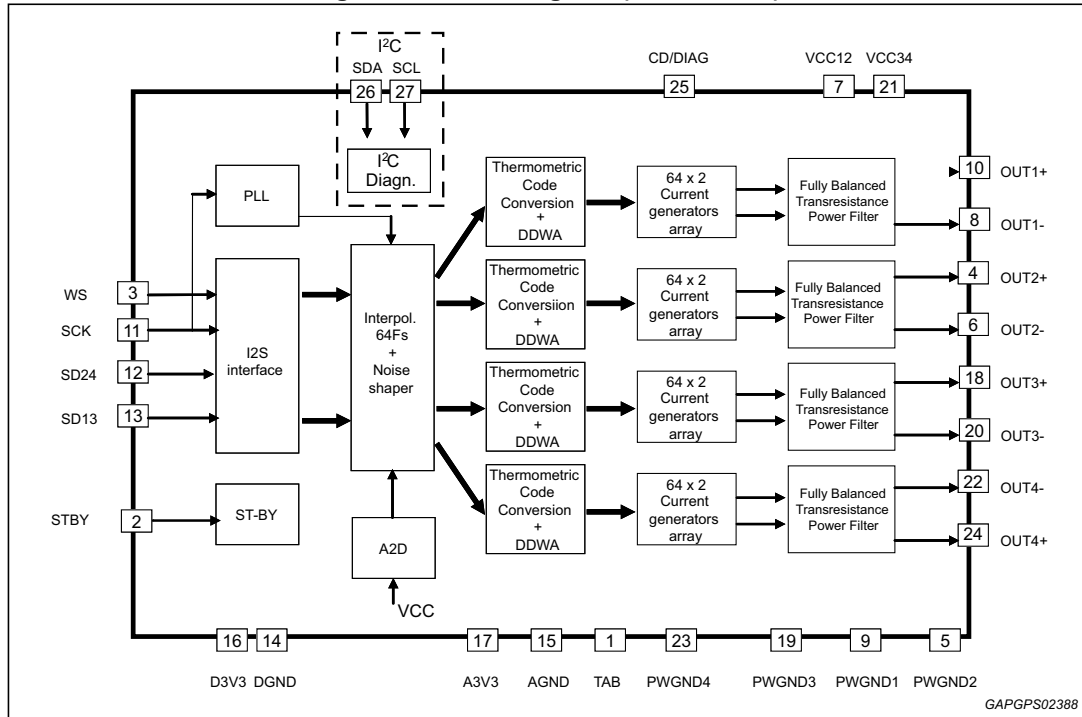 I²C
SDA SCL
26 27
I²C
Diagn.
CD/DIAG
25
VCC12 VCC34
7 21
PLL
WS 3
SCK 11
SD24 12
SD13 13
I2S
interface
STBY 2
ST-BY
Interpol.
64Fs
+
Noise
shaper
A2D
VCC
Thermometric
Code
Conversion
+
DDWA
64 x 2
Current
generators
array
Fully Balanced
Transresistance
Power Filter
10 OUT1+
8 OUT1-
Thermometric
Code
Conversiion
+
DDWA
64 x 2
Current
generators
array
Fully Balanced
Transresistance
Power Filter
4 OUT2+
6 OUT2-
Thermometric
Code
Conversion
+
DDWA
64 x 2
Current
generators
array
Fully Balanced
Transresistance
Power Filter
18 OUT3+
20 OUT3-
Thermometric
Code
Conversion
+
DDWA
64 x 2
Current
generators
array
Fully Balanced
Transresistance
Power Filter
22 OUT4-
24 OUT4+
16 14 17 15 1 23 19 9 5
D3V3 DGND A3V3 AGND TAB PWGND4 PWGND3 PWGND1 PWGND2
GAPGPS02388